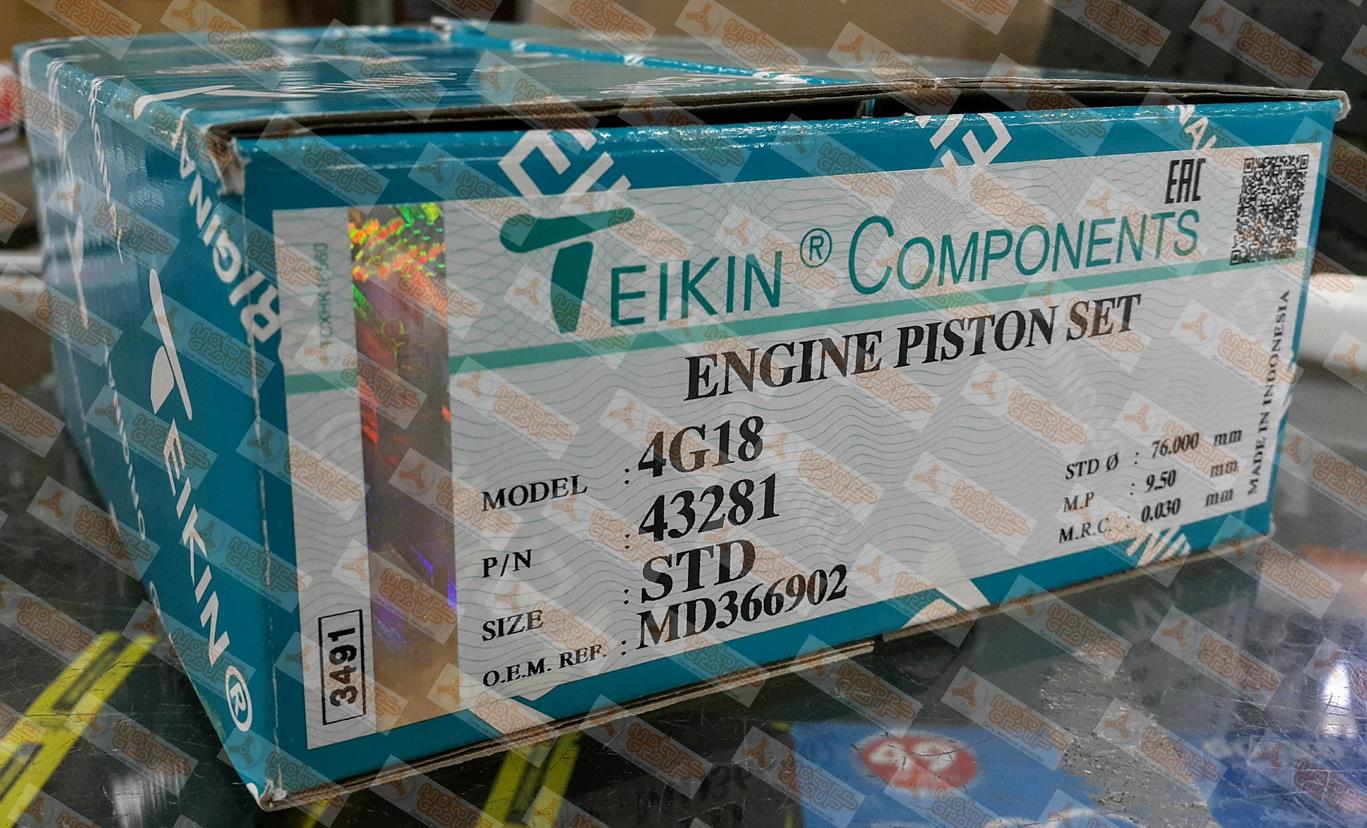 EAC
TEIKIN ® COMPONENTS
ENGINE PISTON SET
MODEL : 4G18
P/N : 43281
SIZE : STD
O.E.M. REF. : MD366902
STD Ø : 76.000 mm
M.P : 9.50 mm
M.R.C. : 0.030 mm
MADE IN INDONESIA
3491
TEIKIN®
RIGINA